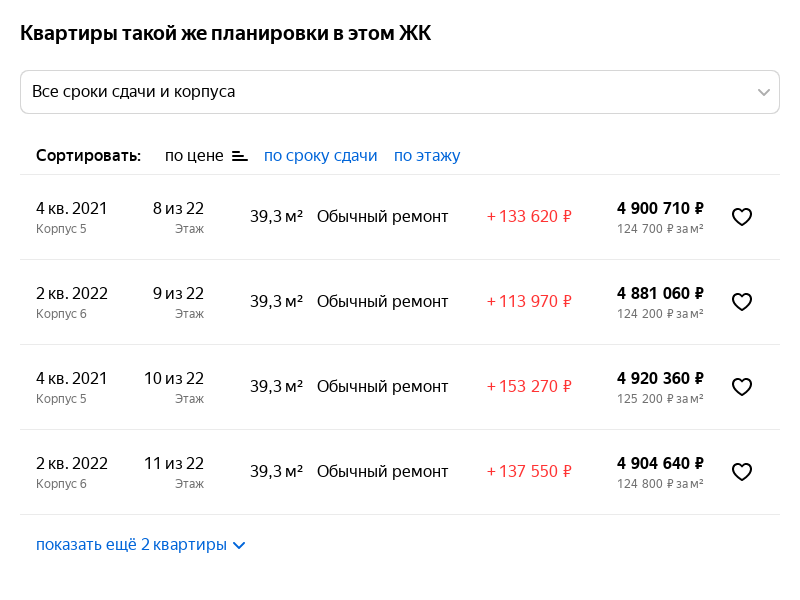 Квартиры такой же планировки в этом ЖК
Все сроки сдачи и корпуса
Сортировать: по цене по сроку сдачи по этажу
4 кв. 2021 8 из 22 39,3 м² Обычный ремонт + 133 620 ₽ 4 900 710 ₽
Корпус 5 Этаж 124 700 ₽ за м²
2 кв. 2022 9 из 22 39,3 м² Обычный ремонт + 113 970 ₽ 4 881 060 ₽
Корпус 6 Этаж 124 200 ₽ за м²
4 кв. 2021 10 из 22 39,3 м² Обычный ремонт + 153 270 ₽ 4 920 360 ₽
Корпус 5 Этаж 125 200 ₽ за м²
2 кв. 2022 11 из 22 39,3 м² Обычный ремонт + 137 550 ₽ 4 904 640 ₽
Корпус 6 Этаж 124 800 ₽ за м²
показать ещё 2 квартиры